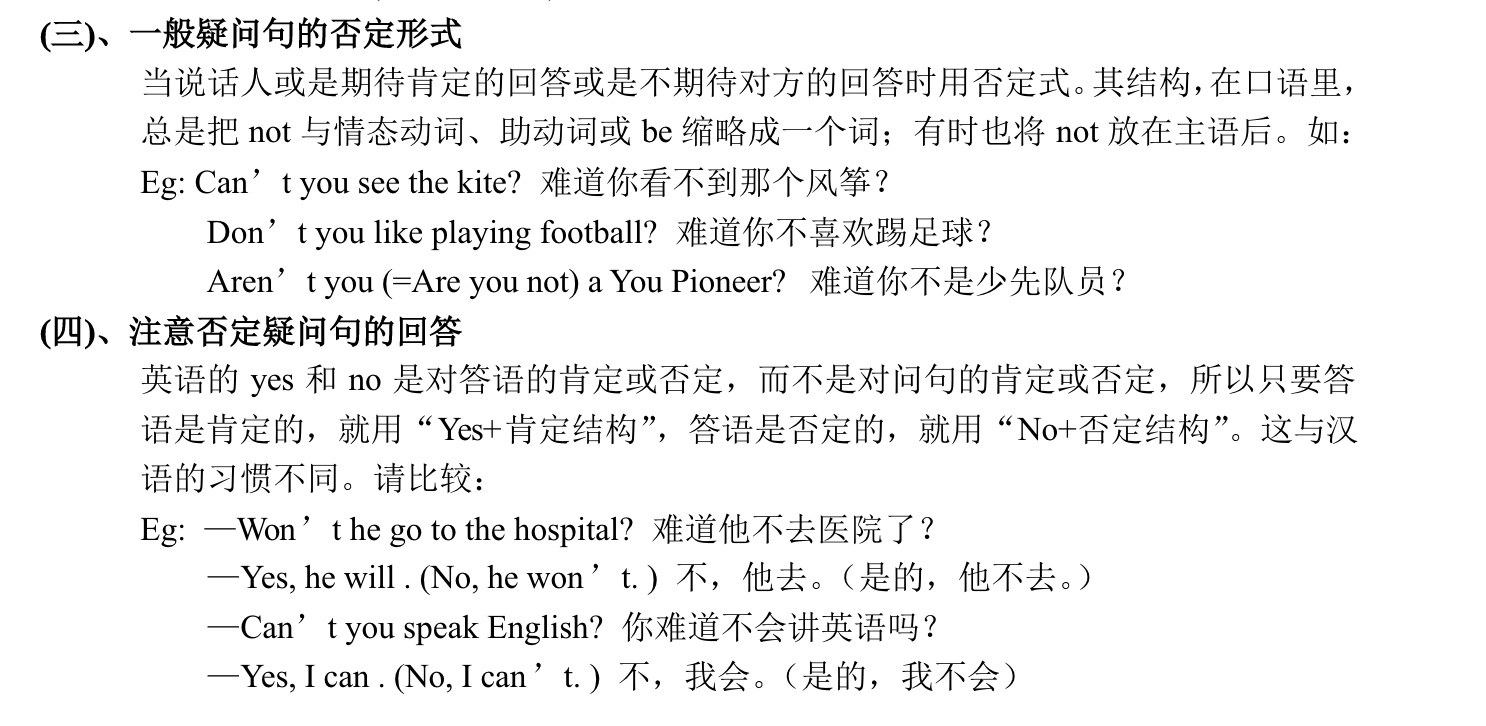 (三)、一般疑问句的否定形式
当说话人或是期待肯定的回答或是不期待对方的回答时用否定式。其结构，在口语里，
总是把 not 与情态动词、助动词或 be 缩略成一个词；有时也将 not 放在主语后。如：
Eg: Can’t you see the kite? 难道你看不到那个风筝？
Don’t you like playing football? 难道你不喜欢踢足球？
Aren’t you (=Are you not) a You Pioneer? 难道你不是少先队员？
(四)、注意否定疑问句的回答
英语的 yes 和 no 是对答语的肯定或否定，而不是对问句的肯定或否定，所以只要答
语是肯定的，就用“Yes+肯定结构”，答语是否定的，就用“No+否定结构”。这与汉
语的习惯不同。请比较：
Eg: —Won’t he go to the hospital? 难道他不去医院了？
—Yes, he will . (No, he won’t. ) 不，他去。（是的，他不去。）
—Can’t you speak English? 你难道不会讲英语吗？
—Yes, I can . (No, I can’t. ) 不，我会。（是的，我不会）